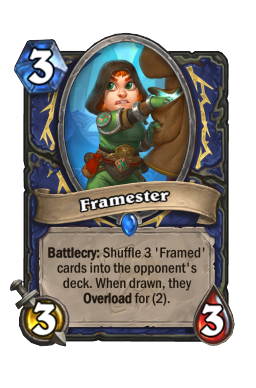 3
Framester
Battlecry: Shuffle 3 'Framed'
cards into the opponent's
deck. When drawn, they
Overload for (2).
3
3